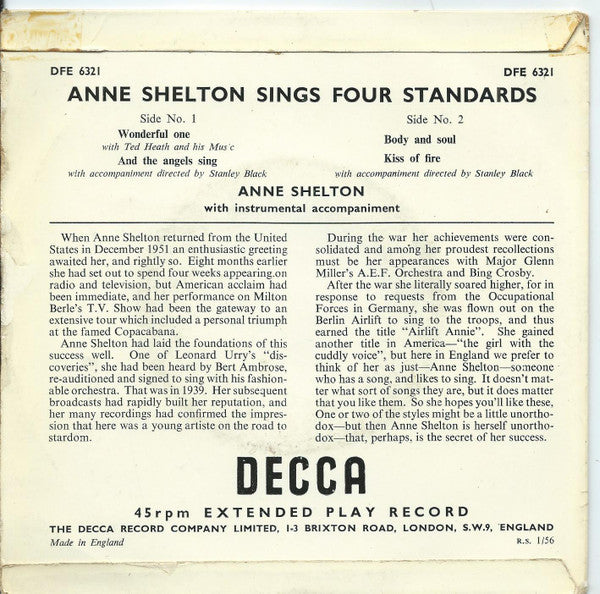 DFE 6321
DFE 6321
ANNE SHELTON SINGS FOUR STANDARDS
Side No. 1
Wonderful one
with Ted Heath and his Music
And the angels sing
with accompaniment directed by Stanley Black
Side No. 2
Body and soul
Kiss of fire
with accompaniment directed by Stanley Black
ANNE SHELTON
with instrumental accompaniment
When Anne Shelton returned from the United
States in December 1951 an enthusiastic greeting
awaited her, and rightly so. Eight months earlier
she had set out to spend four weeks appearing on
radio and television, but American acclaim had
been immediate, and her performance on Milton
Berle's T.V. Show had been the gateway to an
extensive tour which included a personal triumph
at the famed Copacabana.
Anne Shelton had laid the foundations of this
success well. One of Leonard Urry's "dis-
coveries", she had been heard by Bert Ambrose,
re-auditioned and signed to sing with his fashion-
able orchestra. That was in 1939. Her subsequent
broadcasts had rapidly built her reputation, and
her many recordings had confirmed the impres-
sion that here was a young artiste on the road to
stardom.
During the war her achievements were con-
solidated and among her proudest recollections
must be her appearances with Major Glenn
Miller's A.E.F. Orchestra and Bing Crosby.
After the war she literally soared higher, for in
response to requests from the Occupational
Forces in Germany, she was flown out on the
Berlin Airlift to sing to the troops, and thus
earned the title "Airlift Annie". She gained
another title in America—"the girl with the
cuddly voice", but here in England we prefer to
think of her as just—Anne Shelton—someone
who has a song, and likes to sing. It doesn't mat-
ter what sort of songs they are, but it does matter
that you like them. So she hopes you'll like these,
One or two of the styles might be a little unortho-
dox—but then Anne Shelton is herself unortho-
dox—that, perhaps, is the secret of her success.
DECCA
45rpm EXTENDED PLAY RECORD
THE DECCA RECORD COMPANY LIMITED, 1-3 BRIXTON ROAD, LONDON, S.W.9, ENGLAND
Made in England
R.S. 1/56